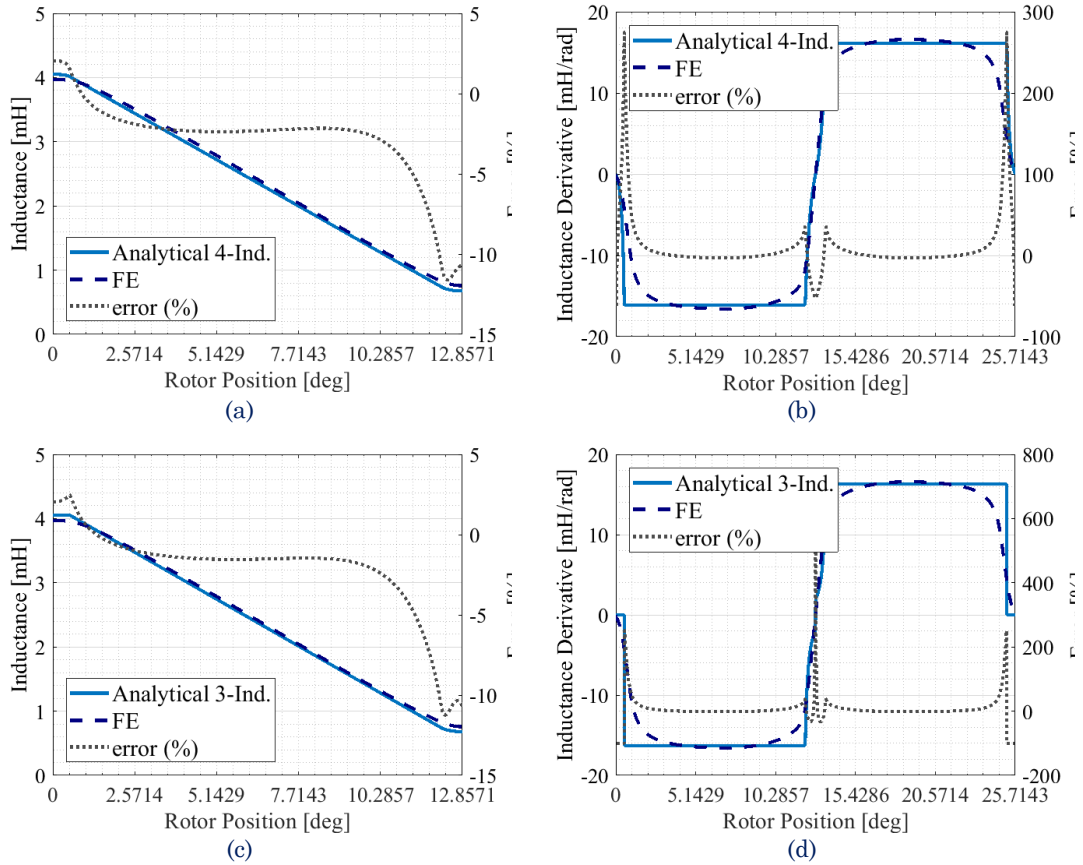 5
4
3
2
1
0
5
0
-5
-10
-15
Inductance [mH]
Analytical 4-Ind.
FE
error (%)
0 2.5714 5.1429 7.7143 10.2857 12.8571
Rotor Position [deg]
(a)
20
10
0
-10
-20
300
200
100
0
-100
Inductance Derivative [mH/rad]
Analytical 4-Ind.
FE
error (%)
0 5.1429 10.2857 15.4286 20.5714 25.7143
Rotor Position [deg]
(b)
5
4
3
2
1
0
5
0
-5
-10
-15
Inductance [mH]
Analytical 3-Ind.
FE
error (%)
0 2.5714 5.1429 7.7143 10.2857 12.8571
Rotor Position [deg]
(c)
20
10
0
-10
-20
800
600
400
200
0
-200
Inductance Derivative [mH/rad]
Analytical 3-Ind.
FE
error (%)
0 5.1429 10.2857 15.4286 20.5714 25.7143
Rotor Position [deg]
(d)